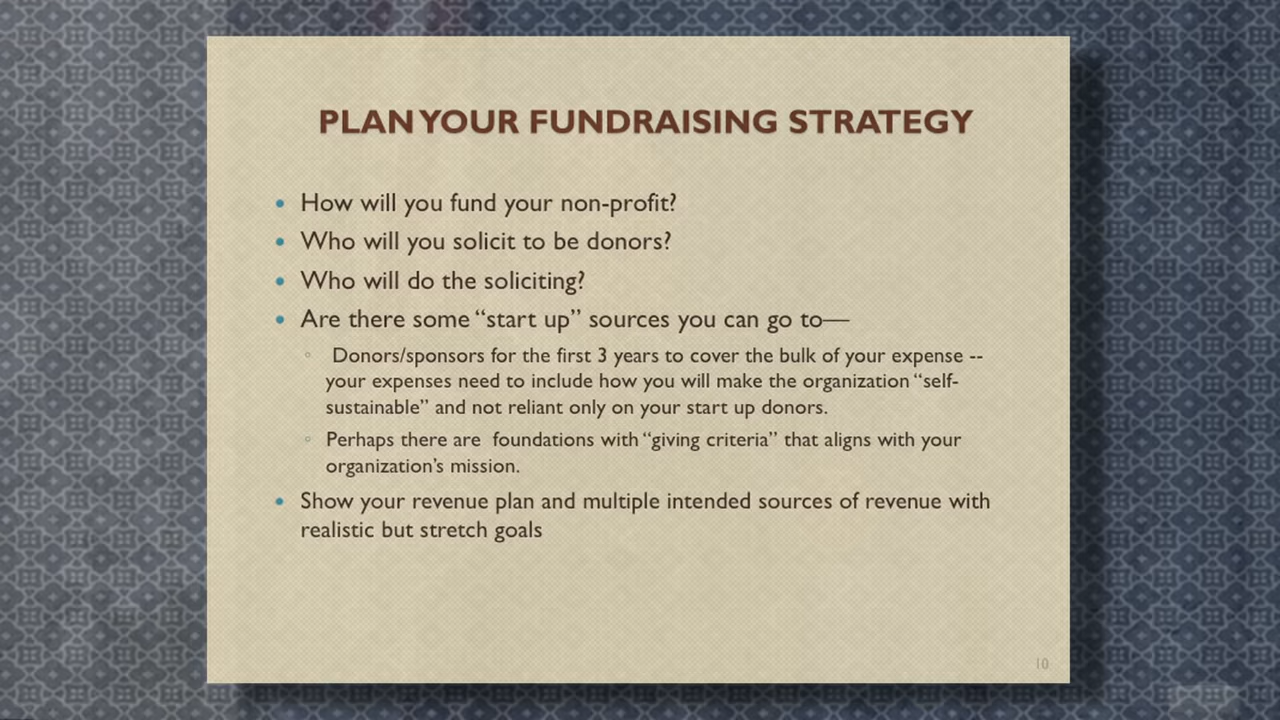 PLAN YOUR FUNDRAISING STRATEGY
• How will you fund your non-profit?
• Who will you solicit to be donors?
• Who will do the soliciting?
• Are there some “start up” sources you can go to—
◦ Donors/sponsors for the first 3 years to cover the bulk of your expense --
your expenses need to include how you will make the organization “self-
sustainable” and not reliant only on your start up donors.
◦ Perhaps there are foundations with “giving criteria” that aligns with your
organization’s mission.
• Show your revenue plan and multiple intended sources of revenue with
realistic but stretch goals
10